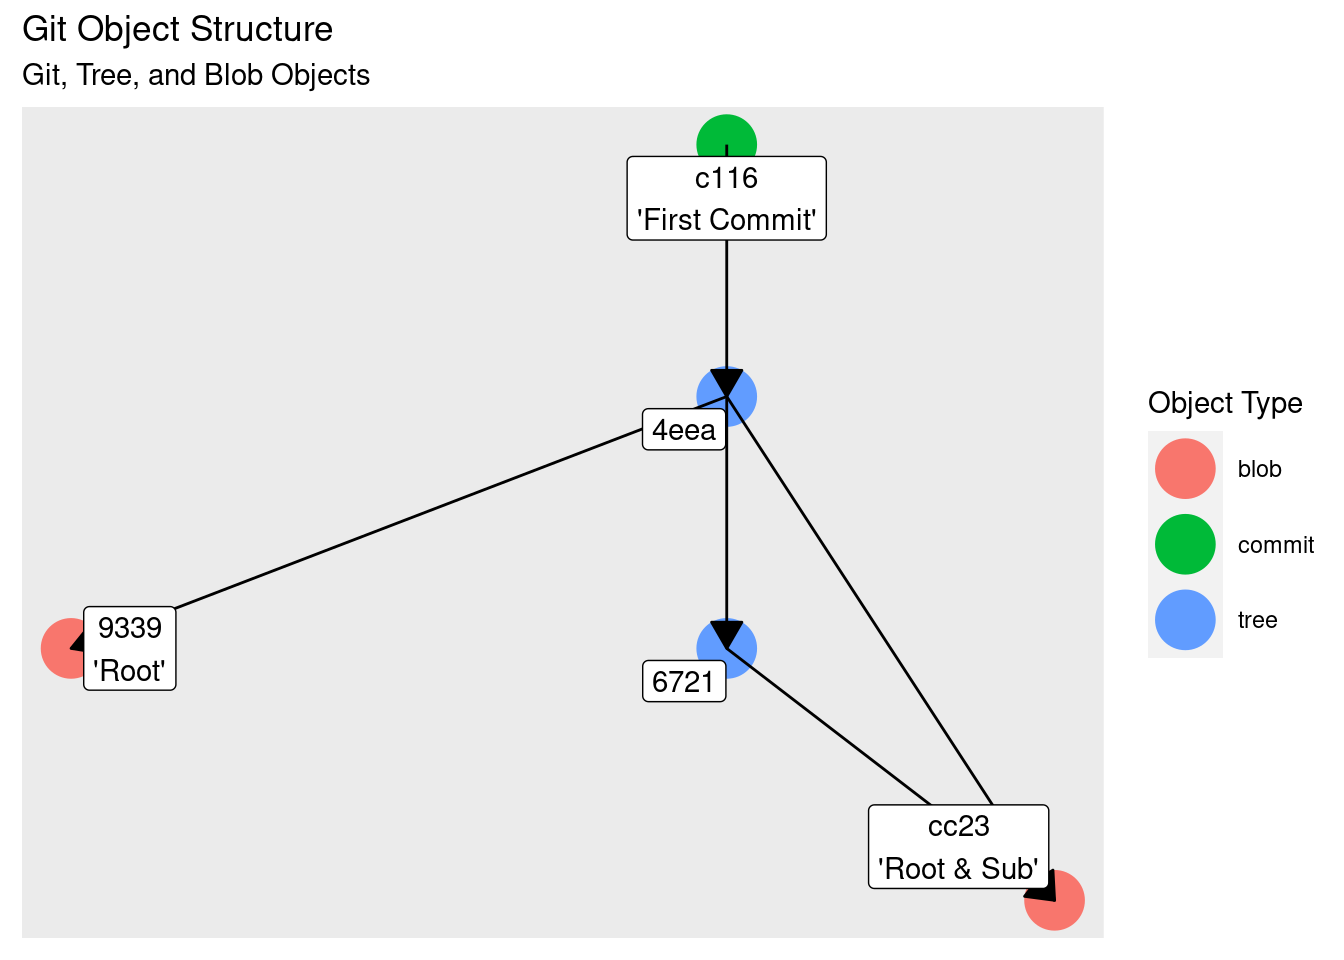 Git Object Structure
Git, Tree, and Blob Objects
c116
'First Commit'
4eea
9339
'Root'
6721
cc23
'Root & Sub'
Object Type
blob
commit
tree